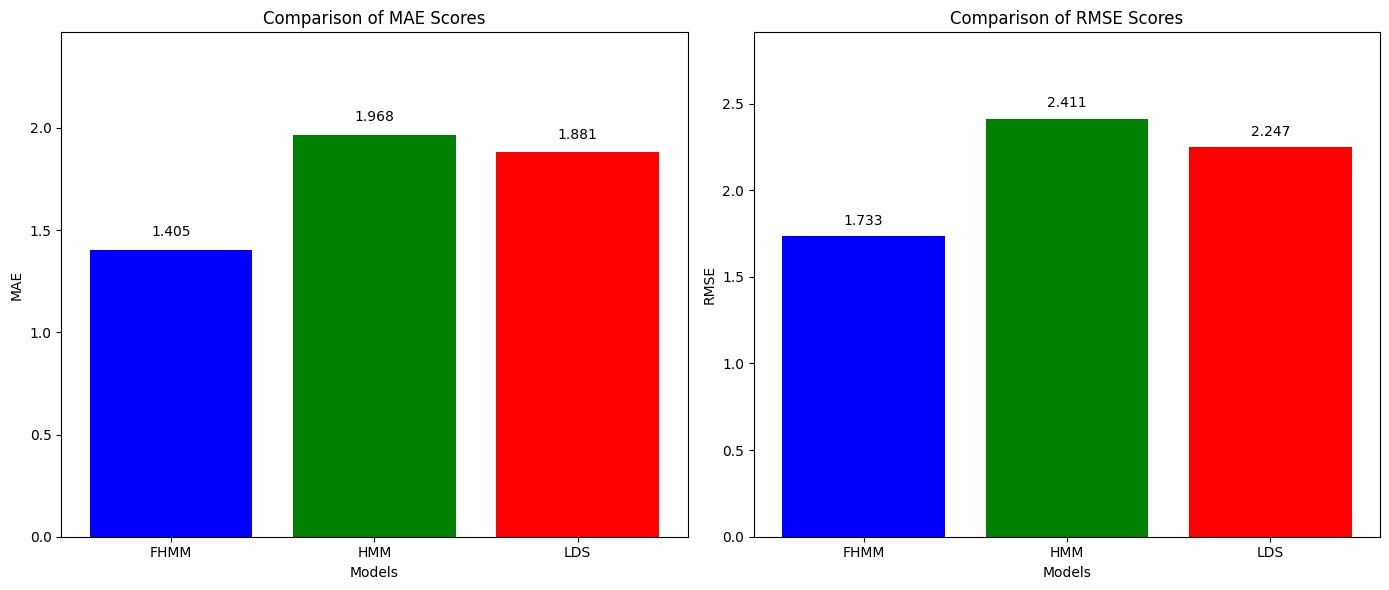 Comparison of MAE Scores
MAE
2.0
1.5
1.0
0.5
0.0
1.405
1.968
1.881
FHMM
HMM
LDS
Models
Comparison of RMSE Scores
RMSE
2.5
2.0
1.5
1.0
0.5
0.0
1.733
2.411
2.247
FHMM
HMM
LDS
Models